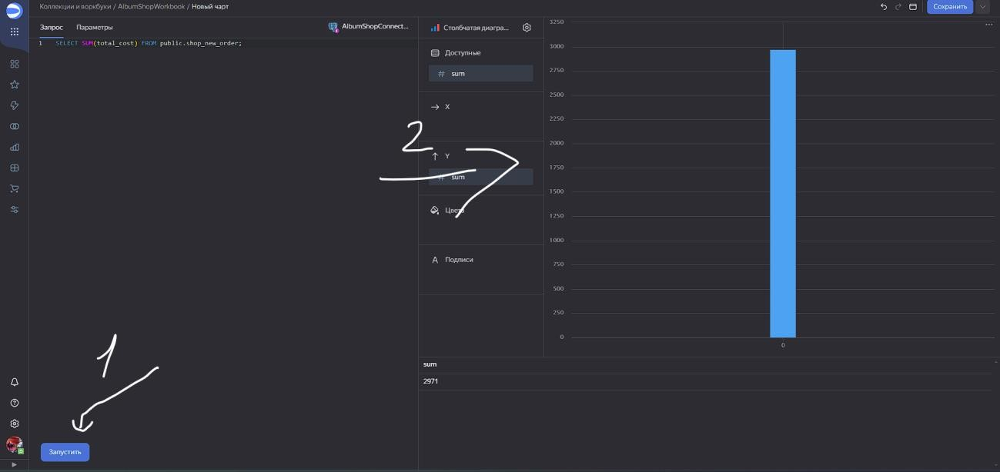 Коллекции и воркбуки / AlbumShopWorkbook / Новый чарт
Сохранить
Запрос
Параметры
AlbumShopConnect...
1 SELECT SUM(total_cost) FROM public.shop_new_order;
Столбчатая диагра...
Доступные
# sum
X
2
Y
# sum
Цвета
Подписи
3250
3000
2750
2500
2250
2000
1750
1500
1250
1000
750
500
250
0
0
sum
2971
1
Запустить